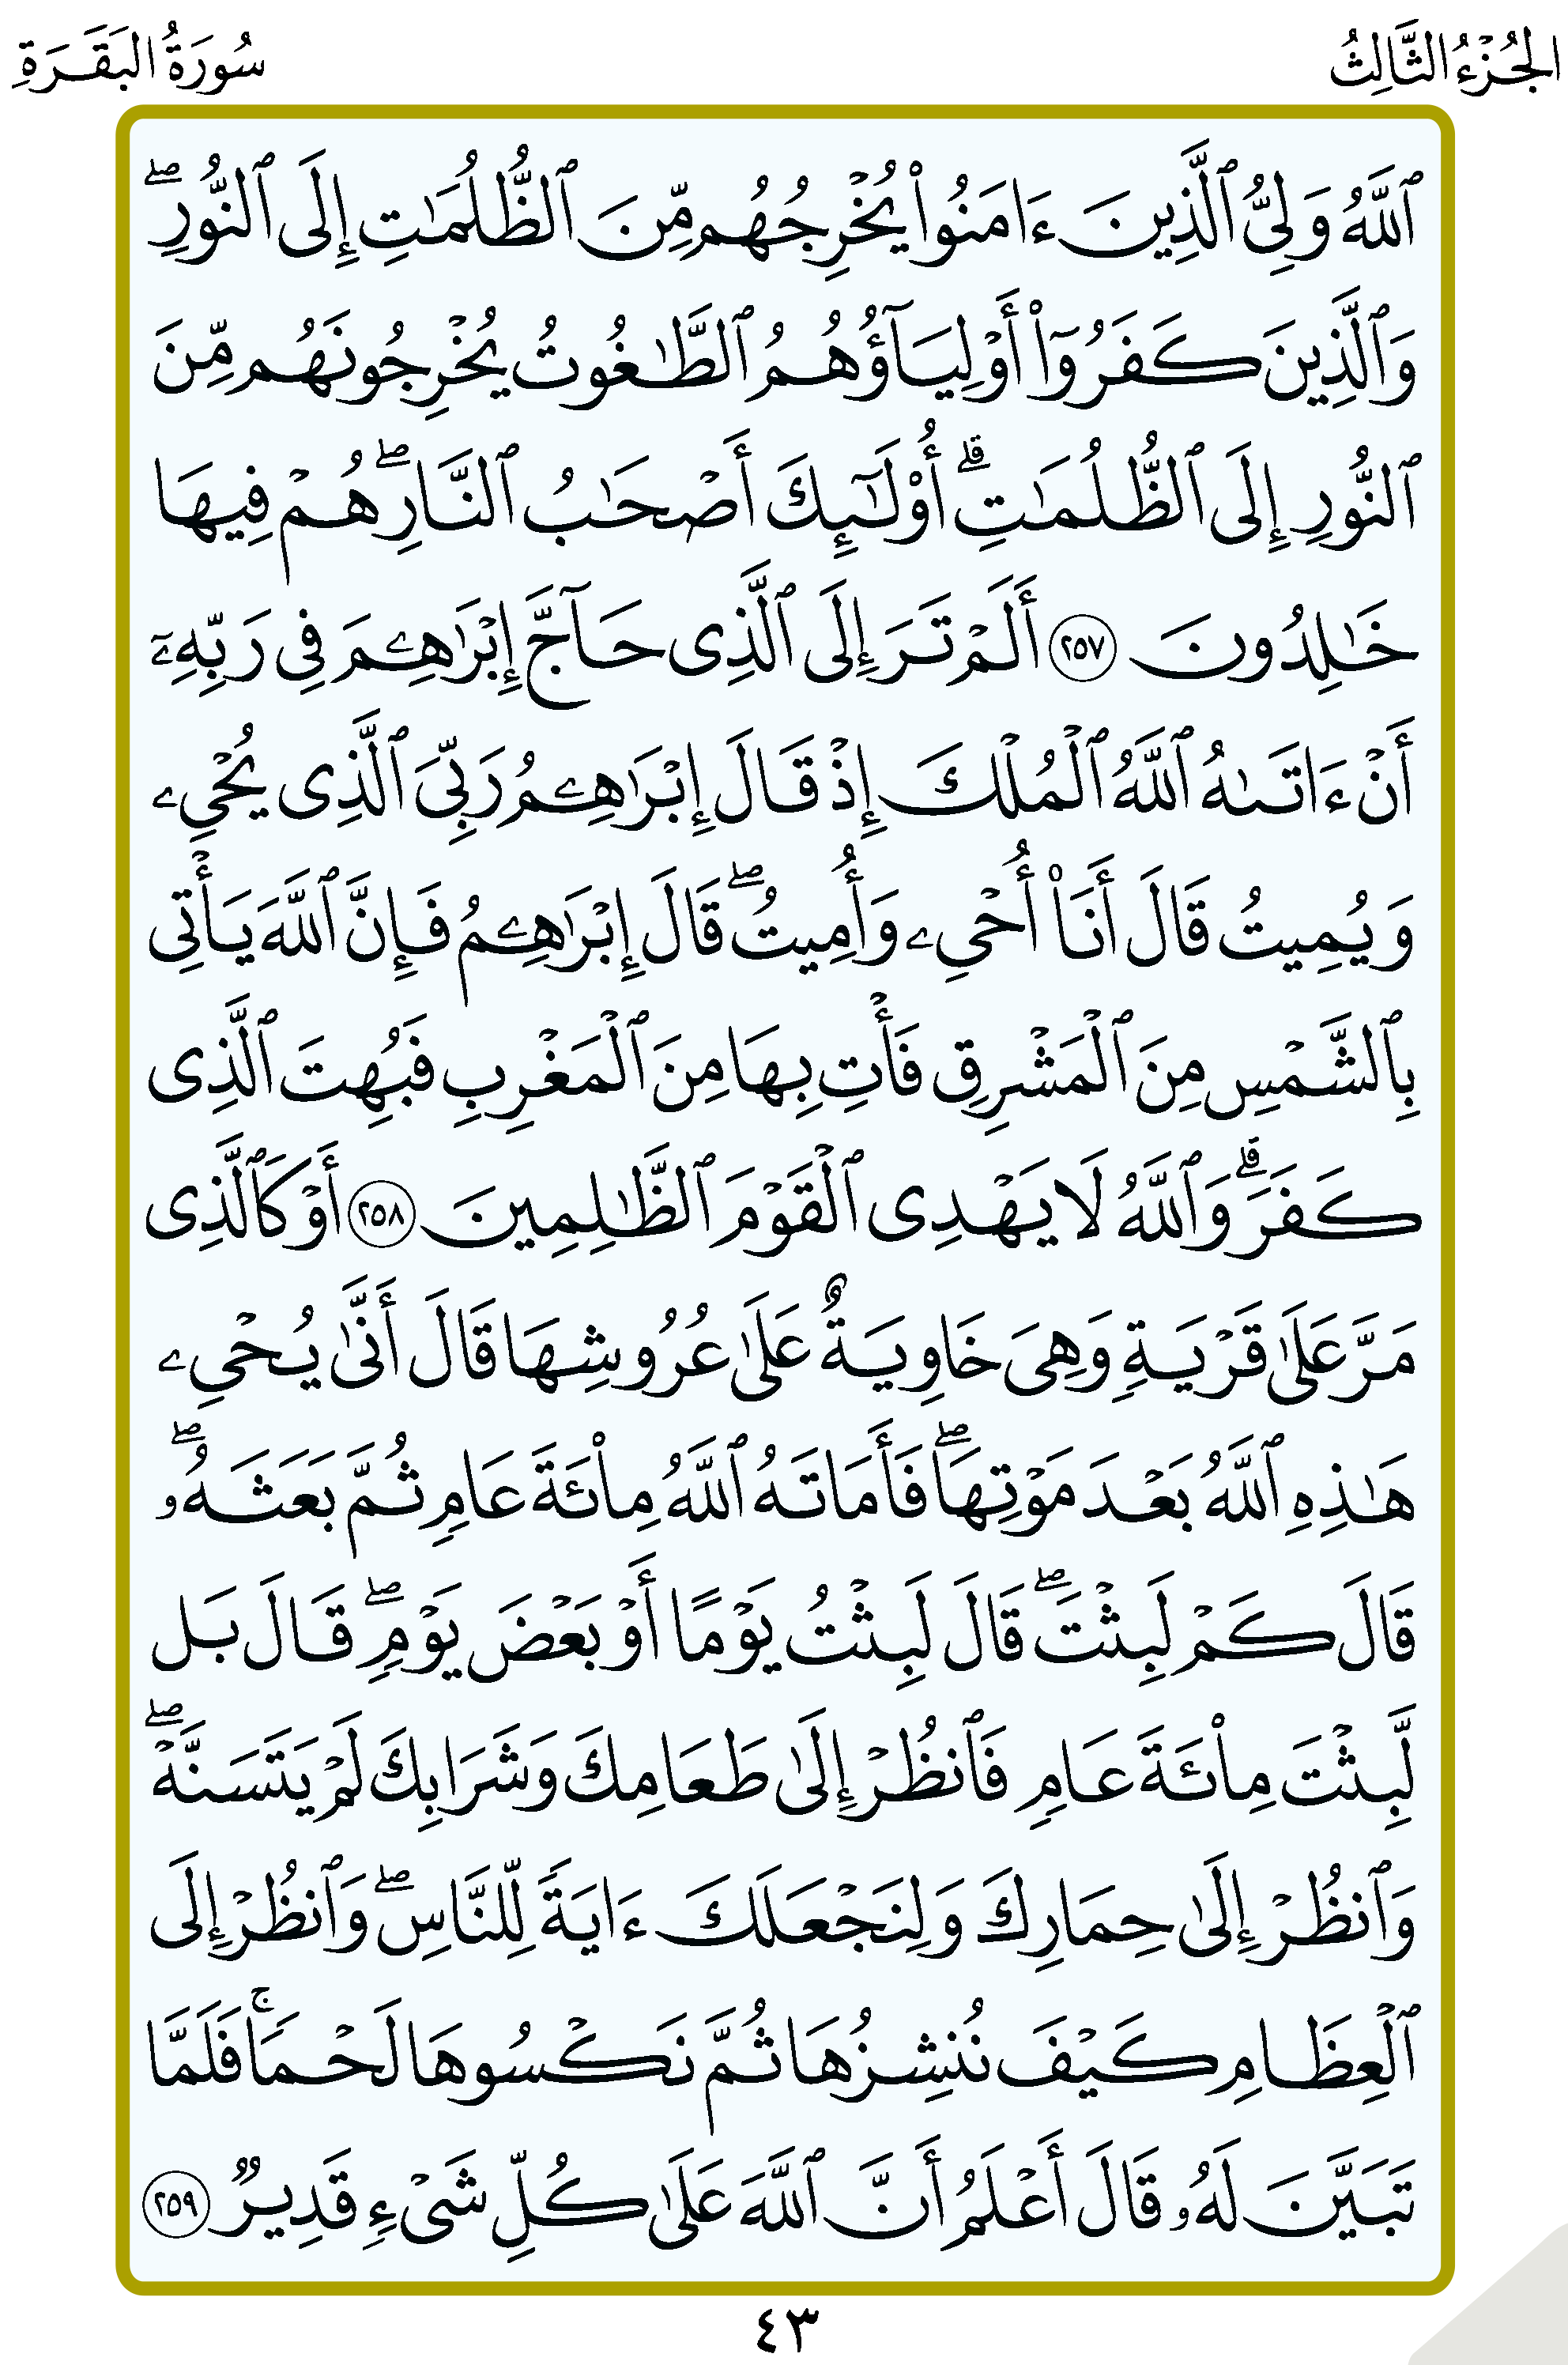 الجُزْءُ الثَّالِثُ
سُورَةُ البَقَرَةِ
ٱللَّهُ وَلِيُّ ٱلَّذِينَ ءَامَنُوا۟ يُخْرِجُهُم مِّنَ ٱلظُّلُمَٰتِ إِلَى ٱلنُّورِ ۖ
وَٱلَّذِينَ كَفَرُوٓا۟ أَوْلِيَآؤُهُمُ ٱلطَّٰغُوتُ يُخْرِجُونَهُم مِّنَ
ٱلنُّورِ إِلَى ٱلظُّلُمَٰتِ ۗ أُو۟لَٰٓئِكَ أَصْحَٰبُ ٱلنَّارِ ۖ هُمْ فِيهَا
خَٰلِدُونَ ٢٥٧ أَلَمْ تَرَ إِلَى ٱلَّذِى حَآجَّ إِبْرَٰهِۦمَ فِى رَبِّهِۦٓ
أَنْ ءَاتَىٰهُ ٱللَّهُ ٱلْمُلْكَ إِذْ قَالَ إِبْرَٰهِۦمُ رَبِّىَ ٱلَّذِى يُحْىِۦ
وَيُمِيتُ قَالَ أَنَا۠ أُحْىِۦ وَأُمِيتُ ۖ قَالَ إِبْرَٰهِۦمُ فَإِنَّ ٱللَّهَ يَأْتِى
بِٱلشَّمْسِ مِنَ ٱلْمَشْرِقِ فَأْتِ بِهَا مِنَ ٱلْمَغْرِبِ فَبُهِتَ ٱلَّذِى
كَفَرَ ۗ وَٱللَّهُ لَا يَهْدِى ٱلْقَوْمَ ٱلظَّٰلِمِينَ ٢٥٨ أَوْ كَٱلَّذِى
مَرَّ عَلَىٰ قَرْيَةٍ وَهِىَ خَاوِيَةٌ عَلَىٰ عُرُوشِهَا قَالَ أَنَّىٰ يُحْىِۦ
هَٰذِهِ ٱللَّهُ بَعْدَ مَوْتِهَا ۖ فَأَمَاتَهُ ٱللَّهُ مِا۟ئَةَ عَامٍ ثُمَّ بَعَثَهُۥ ۖ
قَالَ كَمْ لَبِثْتَ ۖ قَالَ لَبِثْتُ يَوْمًا أَوْ بَعْضَ يَوْمٍ ۖ قَالَ بَل
لَّبِثْتَ مِا۟ئَةَ عَامٍ فَٱنظُرْ إِلَىٰ طَعَامِكَ وَشَرَابِكَ لَمْ يَتَسَنَّهْ ۖ
وَٱنظُرْ إِلَىٰ حِمَارِكَ وَلِنَجْعَلَكَ ءَايَةً لِّلنَّاسِ ۖ وَٱنظُرْ إِلَى
ٱلْعِظَامِ كَيْفَ نُنشِزُهَا ثُمَّ نَكْسُوهَا لَحْمًا ۚ فَلَمَّا
تَبَيَّنَ لَهُۥ قَالَ أَعْلَمُ أَنَّ ٱللَّهَ عَلَىٰ كُلِّ شَىْءٍ قَدِيرٌ ٢٥٩
٤٣